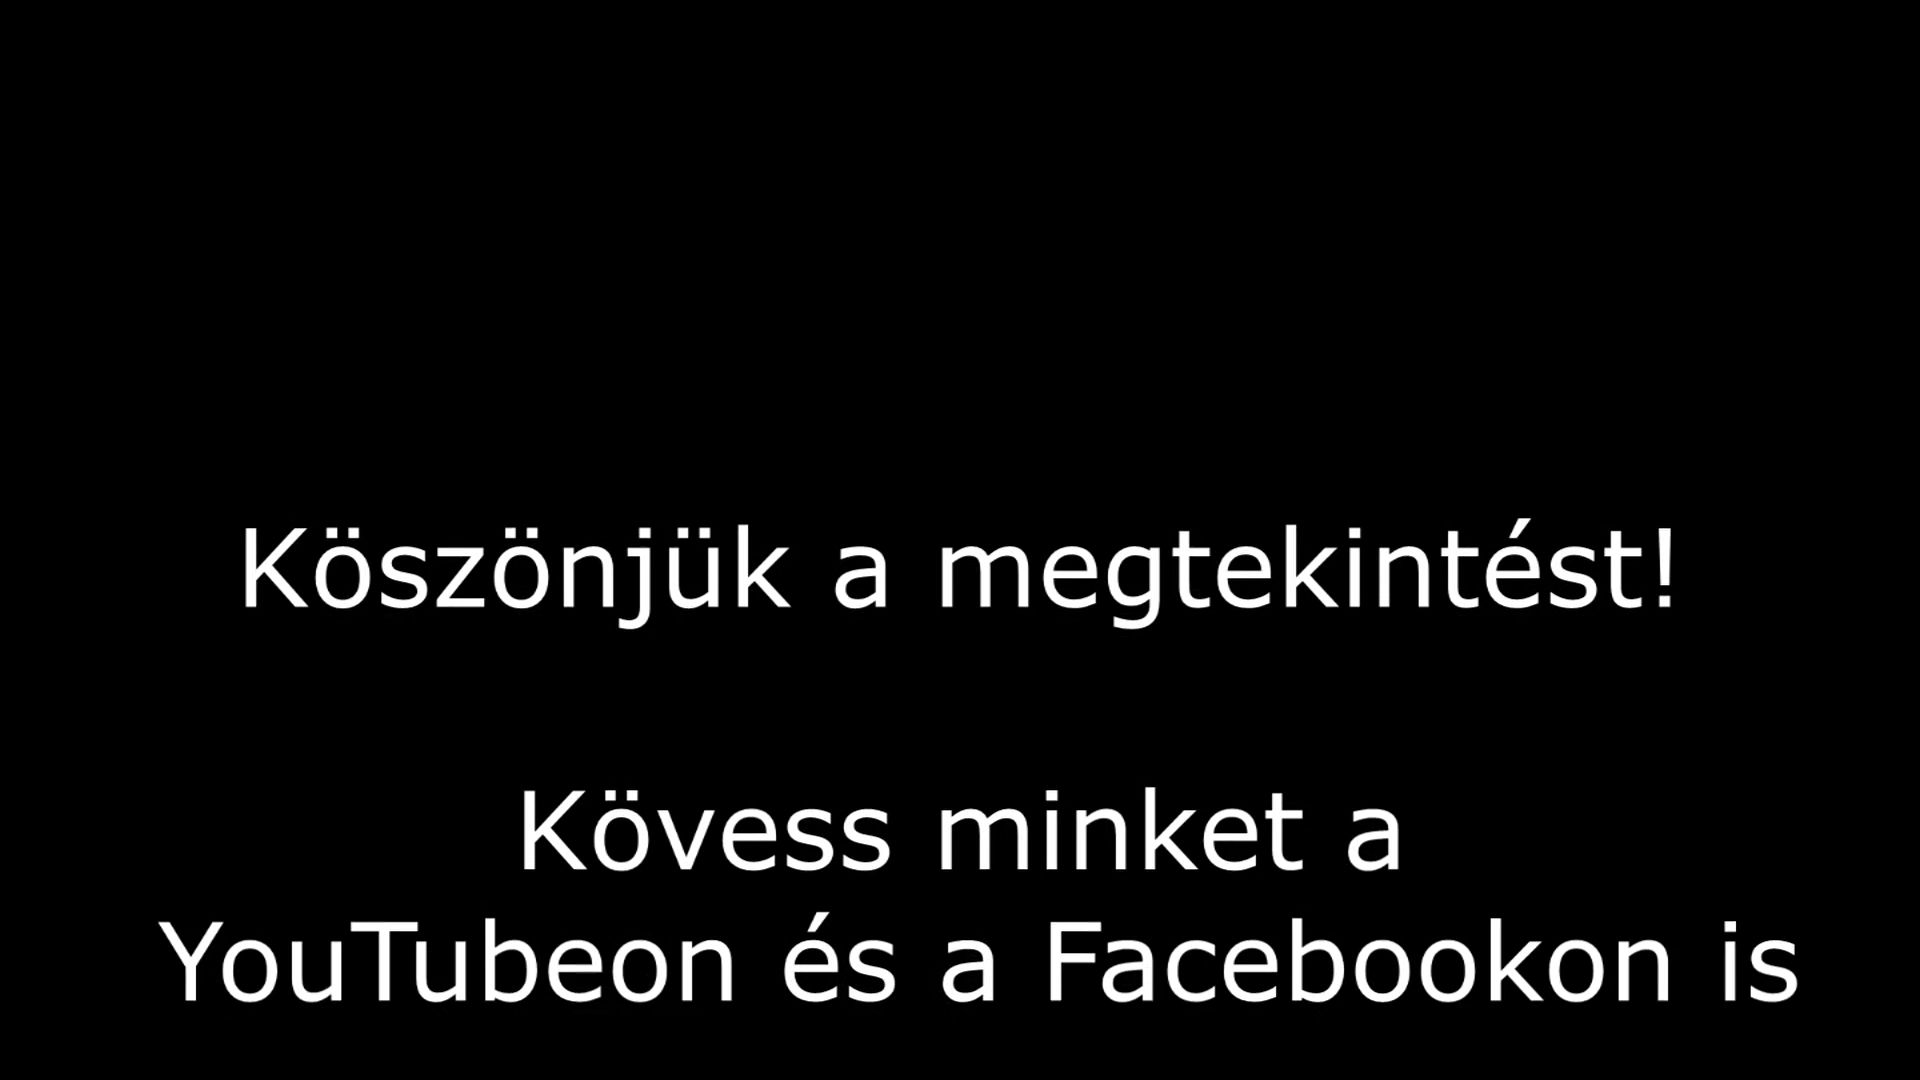 Köszönjük a megtekintést!
Kövess minket a
YouTubeon és a Facebookon is